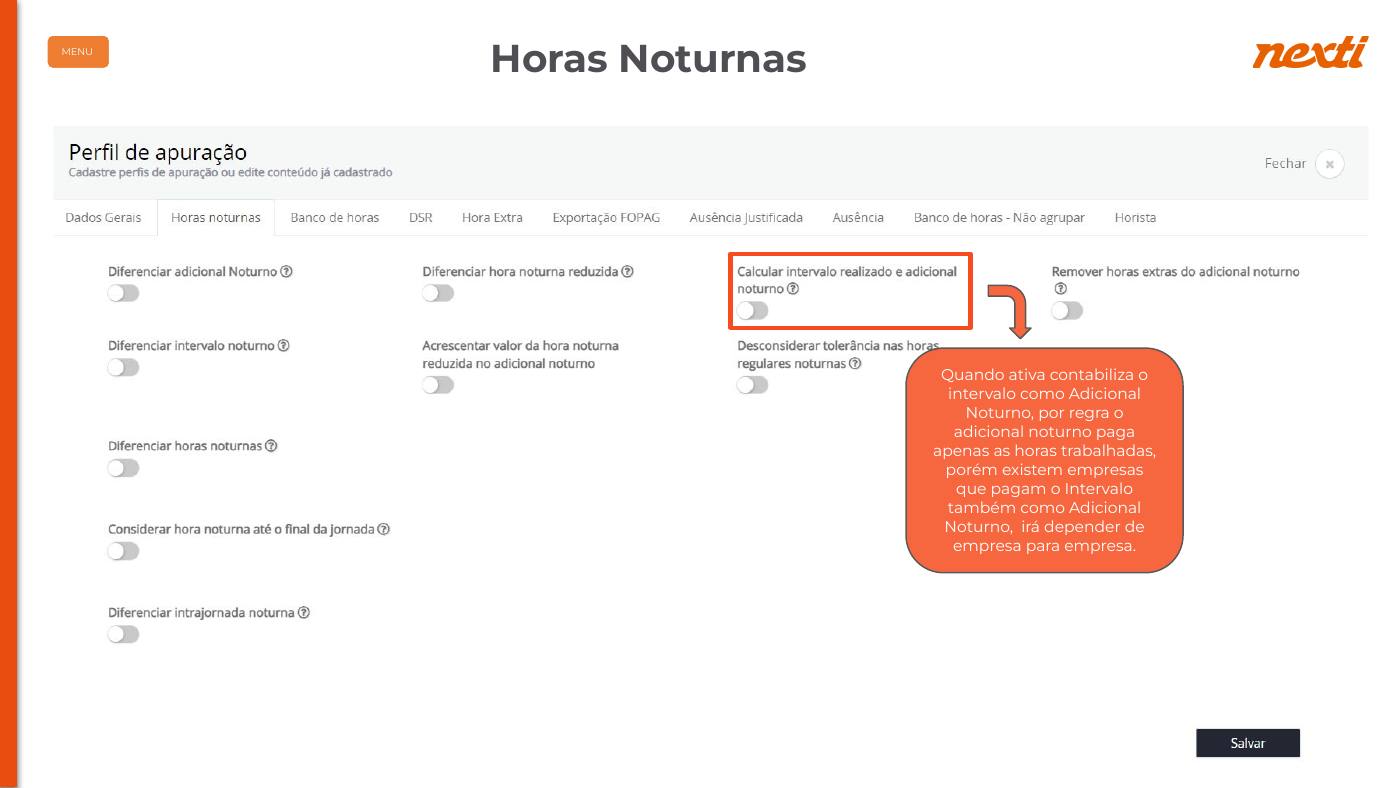 MENU
Horas Noturnas
nexti
Perfil de apuração
Cadastre perfis de apuração ou edite conteúdo já cadastrado
Fechar
Dados Gerais
Horas noturnas
Banco de horas
DSR
Hora Extra
Exportação FOPAG
Ausência Justificada
Ausência
Banco de horas - Não agrupar
Horista
Diferenciar adicional Noturno
Diferenciar hora noturna reduzida
Calcular intervalo realizado e adicional
noturno
Remover horas extras do adicional noturno
Diferenciar intervalo noturno
Acrescentar valor da hora noturna
reduzida no adicional noturno
Desconsiderar tolerância nas horas
regulares noturnas
Quando ativa contabiliza o
intervalo como Adicional
Noturno, por regra o
adicional noturno paga
apenas as horas trabalhadas,
porém existem empresas
que pagam o Intervalo
também como Adicional
Noturno,  irá depender de
empresa para empresa.
Diferenciar horas noturnas
Considerar hora noturna até o final da jornada
Diferenciar intrajornada noturna
Salvar